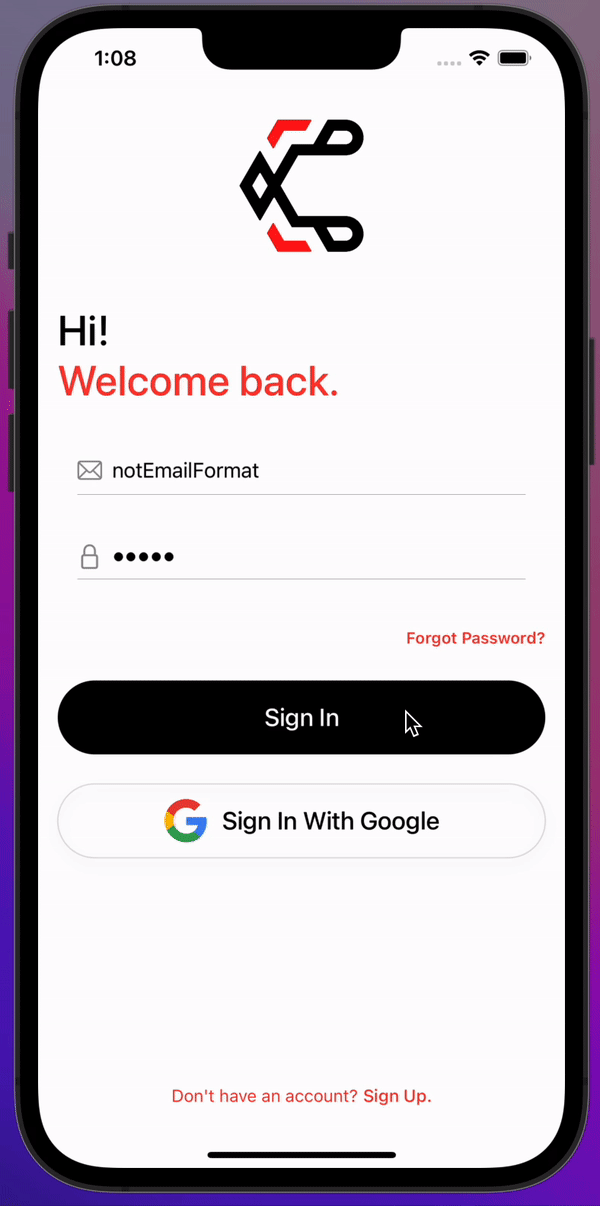 1:08
Hi!
Welcome back.
notEmailFormat
•••••
Forgot Password?
Sign In
Sign In With Google
Don't have an account? Sign Up.